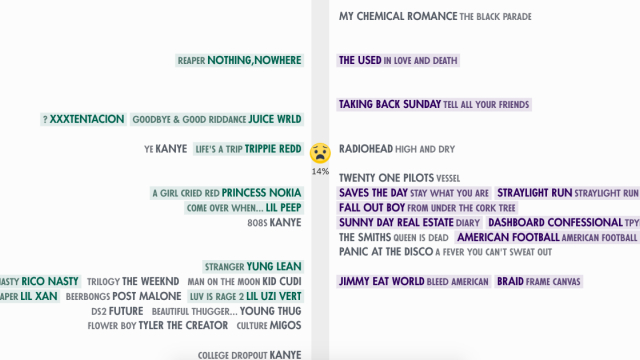 MY CHEMICAL ROMANCE THE BLACK PARADE
REAPER NOTHING,NOWHERE THE USED IN LOVE AND DEATH
TAKING BACK SUNDAY TELL ALL YOUR FRIENDS
? XXXTENTACION GOODBYE & GOOD RIDDANCE JUICE WRLD
YE KANYE LIFE'S A TRIP TRIPPIE REDD RADIOHEAD HIGH AND DRY
14%
TWENTY ONE PILOTS VESSEL
A GIRL CRIED RED PRINCESS NOKIA SAVES THE DAY STAY WHAT YOU ARE STRAYLIGHT RUN STRAYLIGHT RUN
COME OVER WHEN... LIL PEEP FALL OUT BOY FROM UNDER THE CORK TREE
808S KANYE SUNNY DAY REAL ESTATE DIARY DASHBOARD CONFESSIONAL TPY
THE SMITHS QUEEN IS DEAD AMERICAN FOOTBALL AMERICAN FOOTBALL
PANIC AT THE DISCO A FEVER YOU CAN'T SWEAT OUT
STRANGER YUNG LEAN
NASTY RICO NASTY TRILOGY THE WEEKND MAN ON THE MOON KID CUDI JIMMY EAT WORLD BLEED AMERICAN BRAID FRAME CANVAS
APER LIL XAN BEERBONGS POST MALONE LUV IS RAGE 2 LIL UZI VERT
DS2 FUTURE BEAUTIFUL THUGGER... YOUNG THUG
FLOWER BOY TYLER THE CREATOR CULTURE MIGOS
COLLEGE DROPOUT KANYE